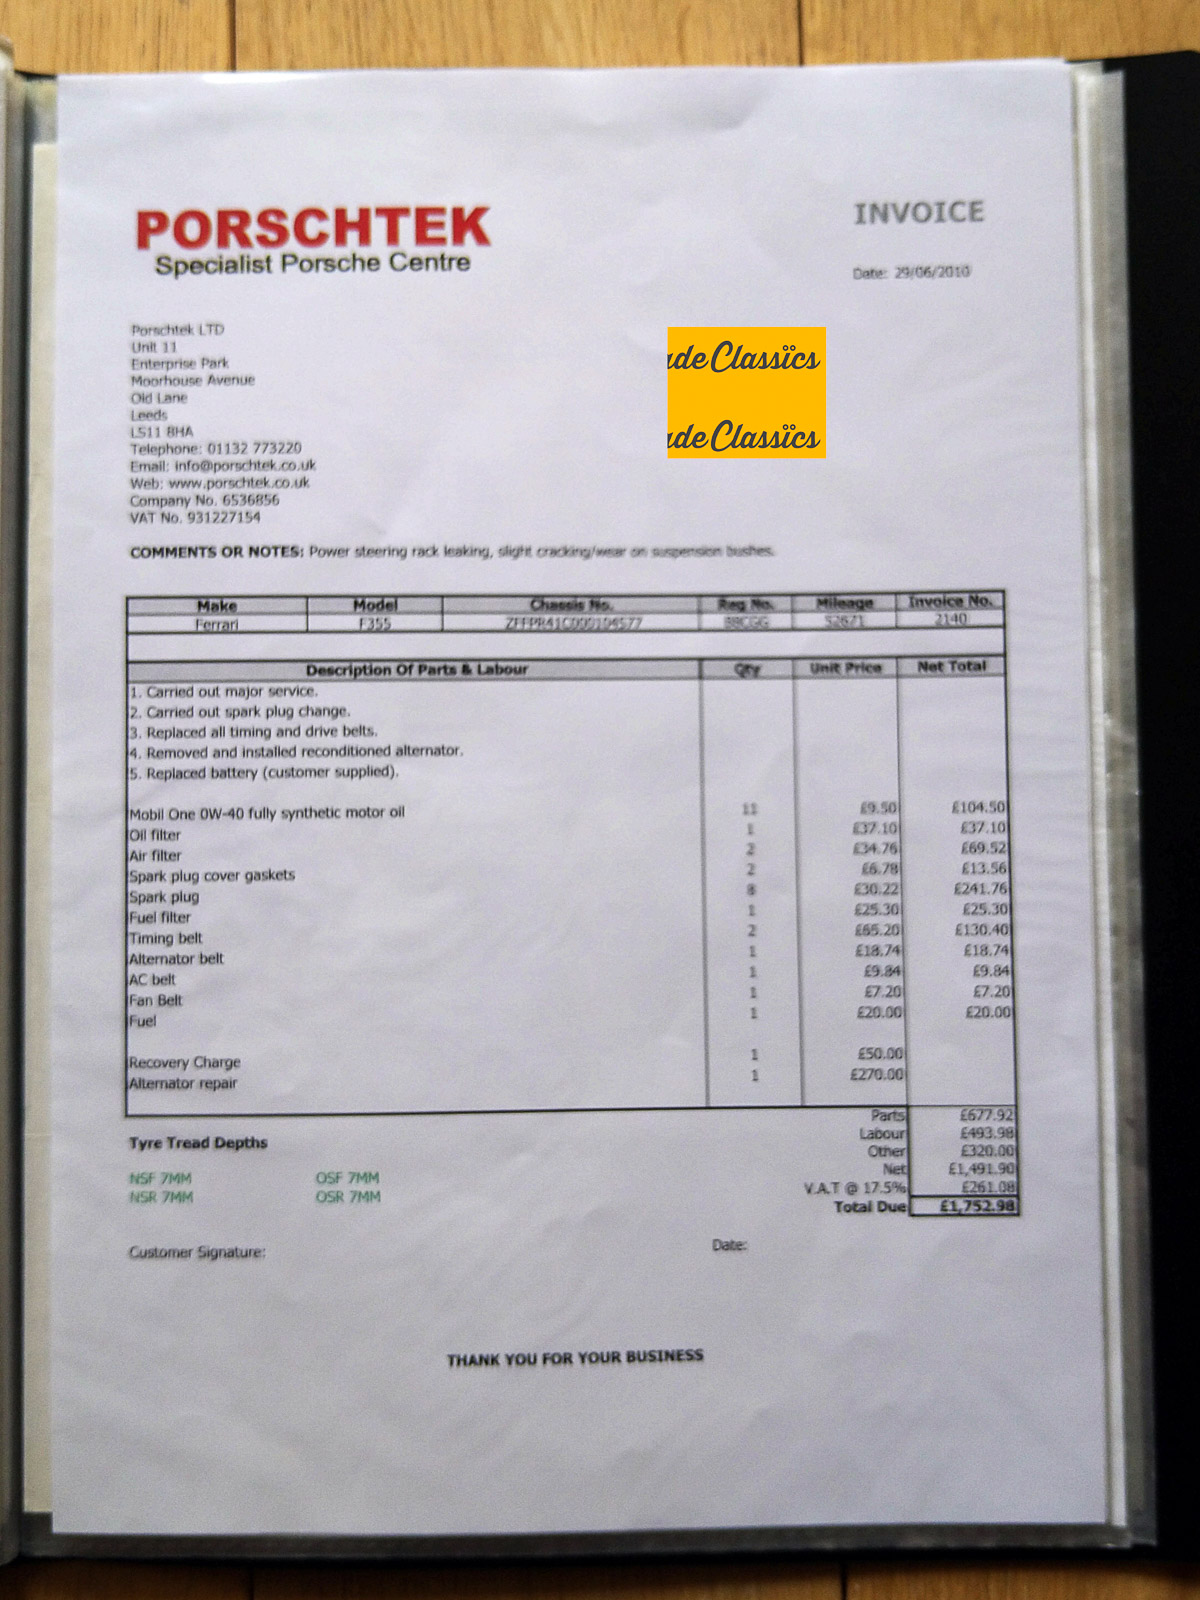 PORSCHTEK
Specialist Porsche Centre
INVOICE
Date: 29/06/2010
Porschtek LTD
Unit 11
Enterprise Park
Moorhouse Avenue
Old Lane
Leeds
LS11 8HA
Telephone: 01132 773220
Email: info@porschtek.co.uk
Web: www.porschtek.co.uk
Company No. 6536856
VAT No. 931227154
ade Classïcs
ade Classïcs
COMMENTS OR NOTES: Power steering rack leaking, slight cracking/wear on suspension bushes.
Make Model Chassis No. Reg No. Mileage Invoice No.
Ferrari F355 ZFFPR41C000104577 52671 2140
Description Of Parts & Labour Qty Unit Price Net Total
1. Carried out major service.
2. Carried out spark plug change.
3. Replaced all timing and drive belts.
4. Removed and installed reconditioned alternator.
5. Replaced battery (customer supplied).
Mobil One 0W-40 fully synthetic motor oil 11 £9.50 £104.50
Oil filter 1 £37.10 £37.10
Air filter 2 £34.76 £69.52
Spark plug cover gaskets 2 £6.78 £13.56
Spark plug 8 £30.22 £241.76
Fuel filter 1 £25.30 £25.30
Timing belt 2 £65.20 £130.40
Alternator belt 1 £18.74 £18.74
AC belt 1 £9.84 £9.84
Fan Belt 1 £7.20 £7.20
Fuel 1 £20.00 £20.00
Recovery Charge 1 £50.00
Alternator repair 1 £270.00
Parts £677.92
Labour £493.98
Other £320.00
Net £1,491.90
V.A.T @ 17.5% £261.08
Total Due £1,752.98
Tyre Tread Depths
NSF 7MM OSF 7MM
NSR 7MM OSR 7MM
Customer Signature: Date:
THANK YOU FOR YOUR BUSINESS